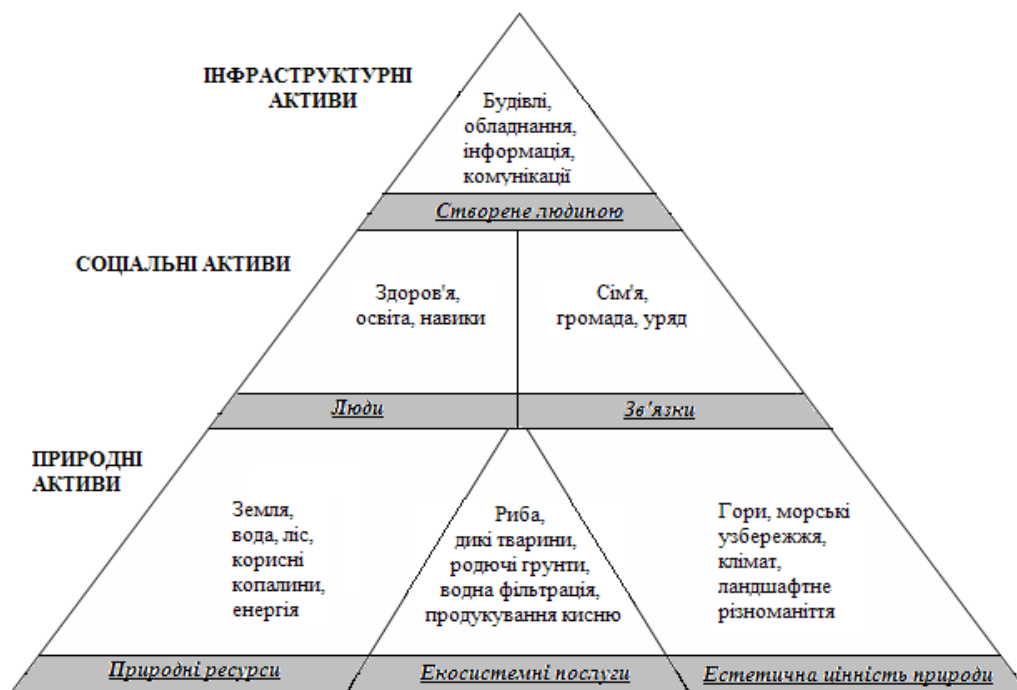 ІНФРАСТРУКТУРНІ
АКТИВИ
Будівлі,
обладнання,
інформація,
комунікації
Створене людиною
СОЦІАЛЬНІ АКТИВИ
Здоров'я,
освіта, навики
Сім'я,
громада, уряд
Люди
Зв'язки
ПРИРОДНІ
АКТИВИ
Земля,
вода, ліс,
корисні
копалини,
енергія
Риба,
дикі тварини,
родючі грунти,
водна фільтрація,
продукування кисню
Гори, морські
узбережжя,
клімат,
ландшафтне
різноманіття
Природні ресурси
Екосистемні послуги
Естетична цінність природи